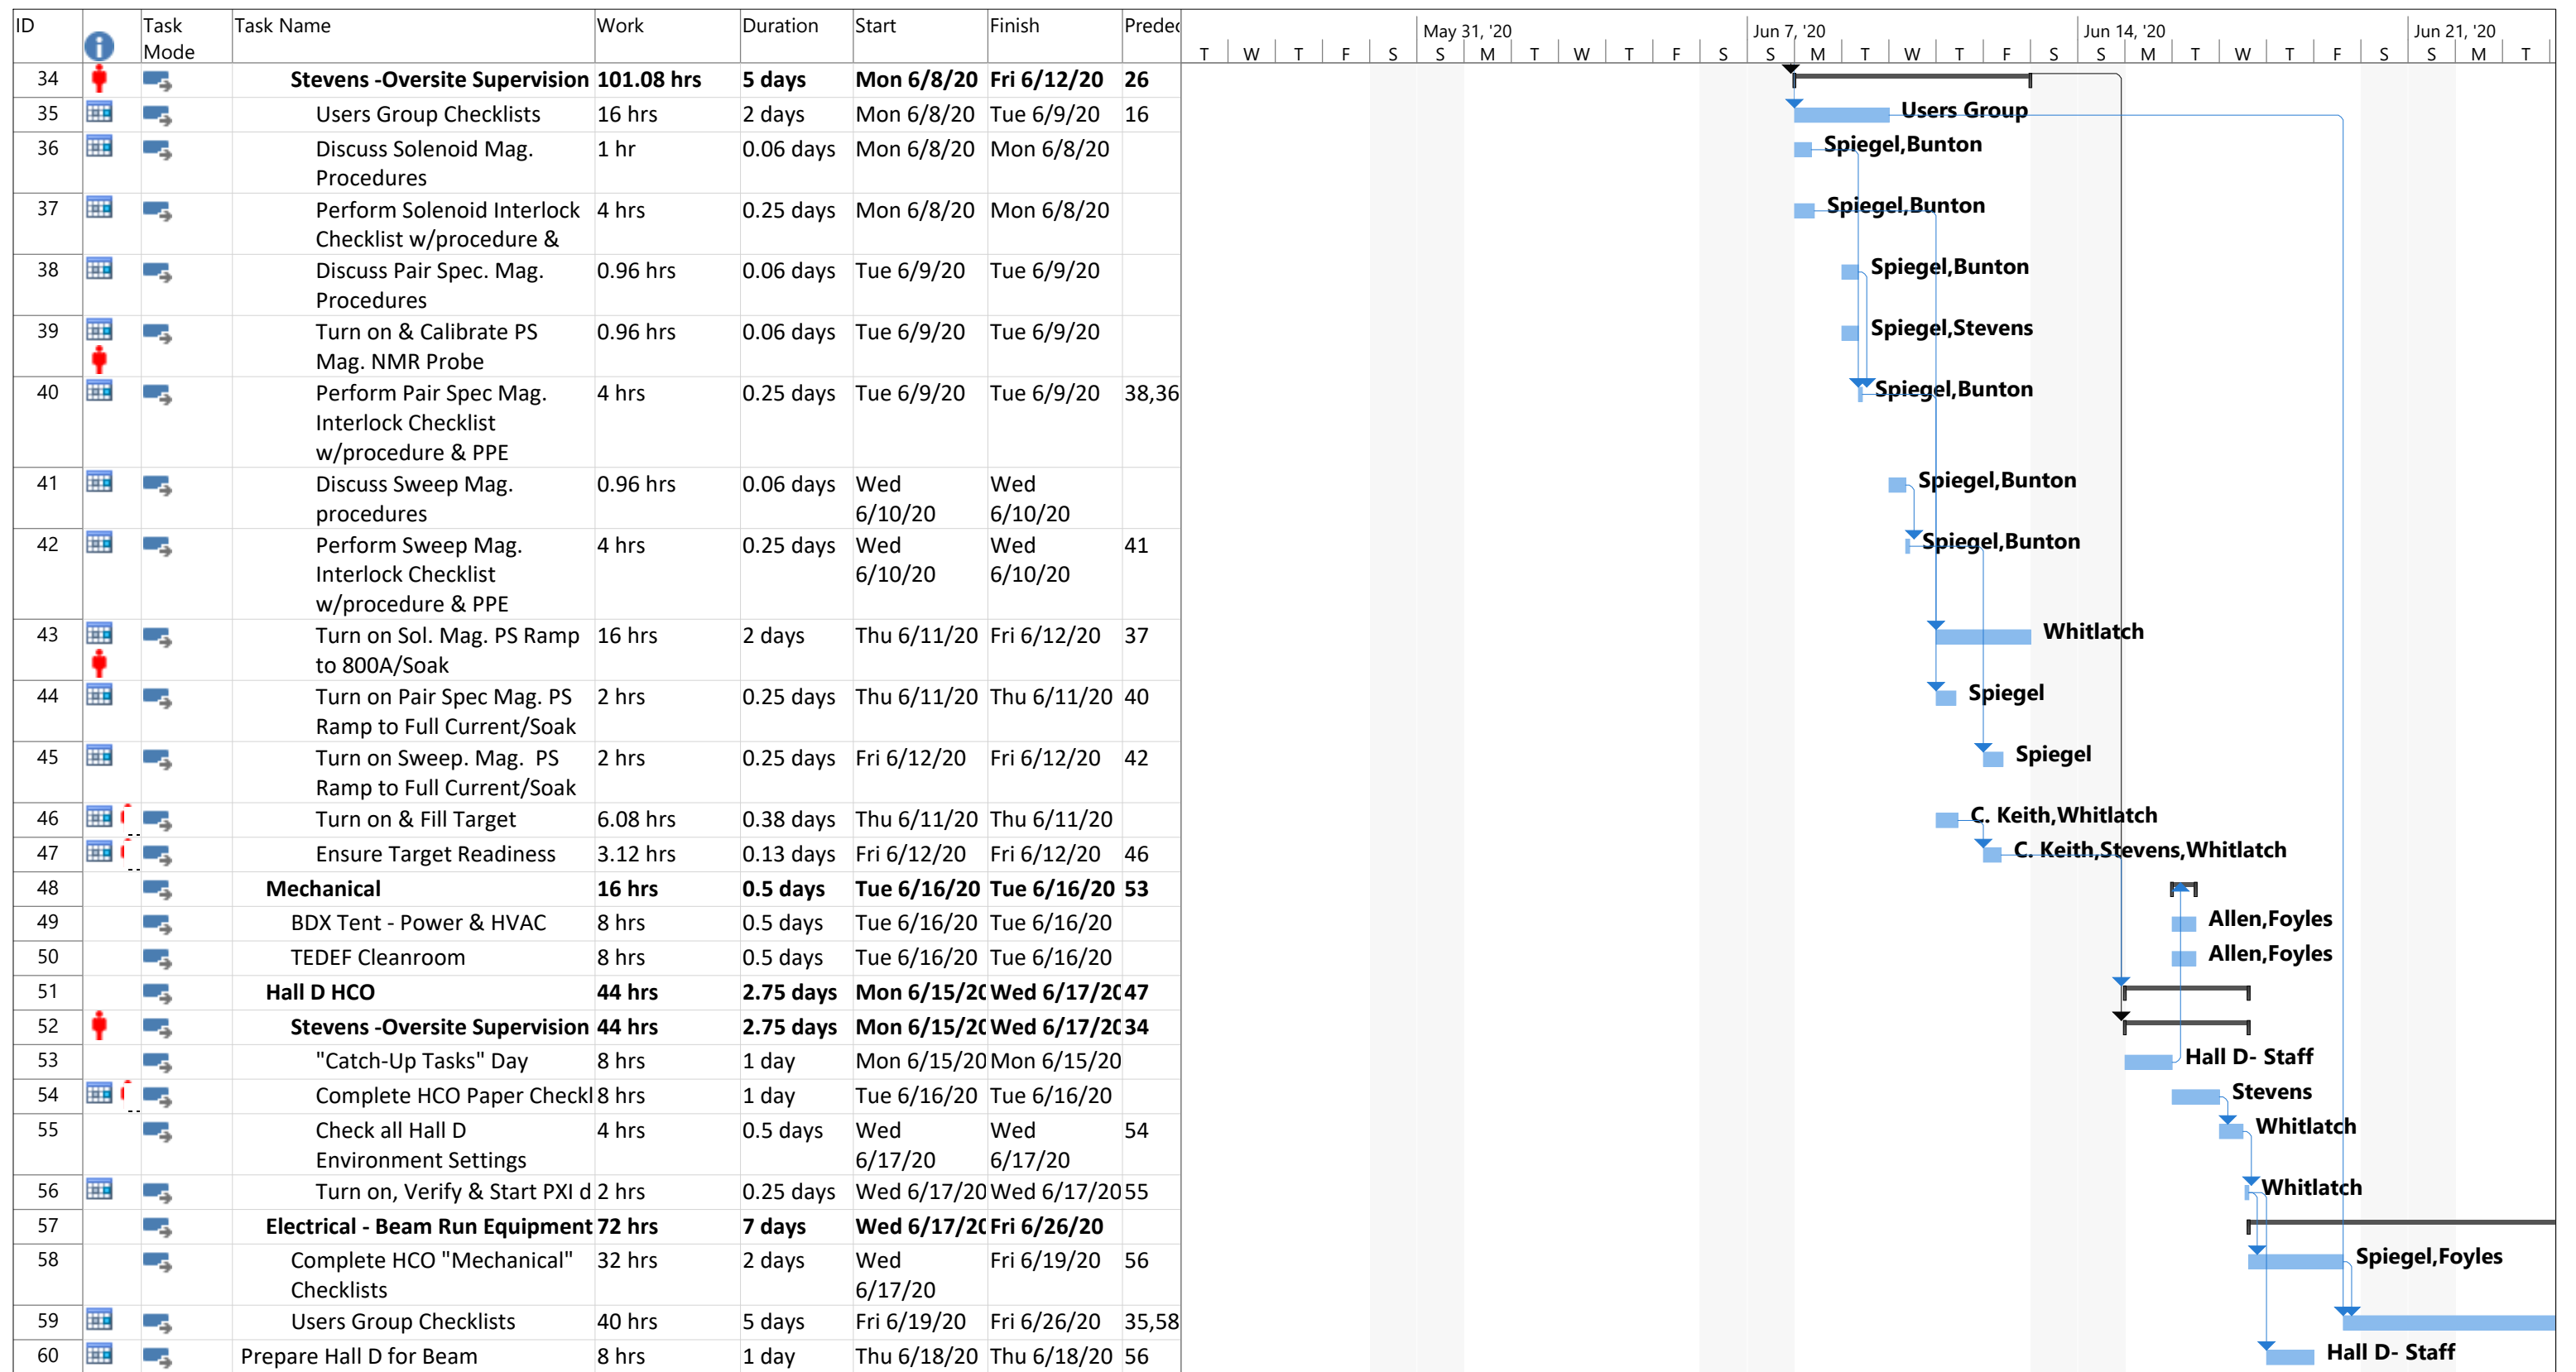 ID Task Mode Task Name Work Duration Start Finish Predec
May 31, '20 Jun 7, '20 Jun 14, '20 Jun 21, '20
T W T F S S M T W T F S S M T W T F S S M T W T F S S M T
34 Stevens -Oversite Supervision 101.08 hrs 5 days Mon 6/8/20 Fri 6/12/20 26
35 Users Group Checklists 16 hrs 2 days Mon 6/8/20 Tue 6/9/20 16 Users Group
36 Discuss Solenoid Mag. 1 hr 0.06 days Mon 6/8/20 Mon 6/8/20 Spiegel,Bunton
Procedures
37 Perform Solenoid Interlock 4 hrs 0.25 days Mon 6/8/20 Mon 6/8/20 Spiegel,Bunton
Checklist w/procedure &
38 Discuss Pair Spec. Mag. 0.96 hrs 0.06 days Tue 6/9/20 Tue 6/9/20 Spiegel,Bunton
Procedures
39 Turn on & Calibrate PS 0.96 hrs 0.06 days Tue 6/9/20 Tue 6/9/20 Spiegel,Stevens
Mag. NMR Probe
40 Perform Pair Spec Mag. 4 hrs 0.25 days Tue 6/9/20 Tue 6/9/20 38,36 Spiegel,Bunton
Interlock Checklist
w/procedure & PPE
41 Discuss Sweep Mag. 0.96 hrs 0.06 days Wed Wed Spiegel,Bunton
procedures 6/10/20 6/10/20
42 Perform Sweep Mag. 4 hrs 0.25 days Wed Wed 41 Spiegel,Bunton
Interlock Checklist 6/10/20 6/10/20
w/procedure & PPE
43 Turn on Sol. Mag. PS Ramp 16 hrs 2 days Thu 6/11/20 Fri 6/12/20 37 Whitlatch
to 800A/Soak
44 Turn on Pair Spec Mag. PS 2 hrs 0.25 days Thu 6/11/20 Thu 6/11/20 40 Spiegel
Ramp to Full Current/Soak
45 Turn on Sweep. Mag. PS 2 hrs 0.25 days Fri 6/12/20 Fri 6/12/20 42 Spiegel
Ramp to Full Current/Soak
46 Turn on & Fill Target 6.08 hrs 0.38 days Thu 6/11/20 Thu 6/11/20 C. Keith,Whitlatch
47 Ensure Target Readiness 3.12 hrs 0.13 days Fri 6/12/20 Fri 6/12/20 46 C. Keith,Stevens,Whitlatch
48 Mechanical 16 hrs 0.5 days Tue 6/16/20 Tue 6/16/20 53
49 BDX Tent - Power & HVAC 8 hrs 0.5 days Tue 6/16/20 Tue 6/16/20 Allen,Foyles
50 TEDEF Cleanroom 8 hrs 0.5 days Tue 6/16/20 Tue 6/16/20 Allen,Foyles
51 Hall D HCO 44 hrs 2.75 days Mon 6/15/20 Wed 6/17/20 47
52 Stevens -Oversite Supervision 44 hrs 2.75 days Mon 6/15/20 Wed 6/17/20 34
53 "Catch-Up Tasks" Day 8 hrs 1 day Mon 6/15/20 Mon 6/15/20 Hall D- Staff
54 Complete HCO Paper Checkl 8 hrs 1 day Tue 6/16/20 Tue 6/16/20 Stevens
55 Check all Hall D 4 hrs 0.5 days Wed Wed 54 Whitlatch
Environment Settings 6/17/20 6/17/20
56 Turn on, Verify & Start PXI d 2 hrs 0.25 days Wed 6/17/20 Wed 6/17/20 55 Whitlatch
57 Electrical - Beam Run Equipment 72 hrs 7 days Wed 6/17/20 Fri 6/26/20
58 Complete HCO "Mechanical" 32 hrs 2 days Wed Fri 6/19/20 56 Spiegel,Foyles
Checklists 6/17/20
59 Users Group Checklists 40 hrs 5 days Fri 6/19/20 Fri 6/26/20 35,58
60 Prepare Hall D for Beam 8 hrs 1 day Thu 6/18/20 Thu 6/18/20 56 Hall D- Staff